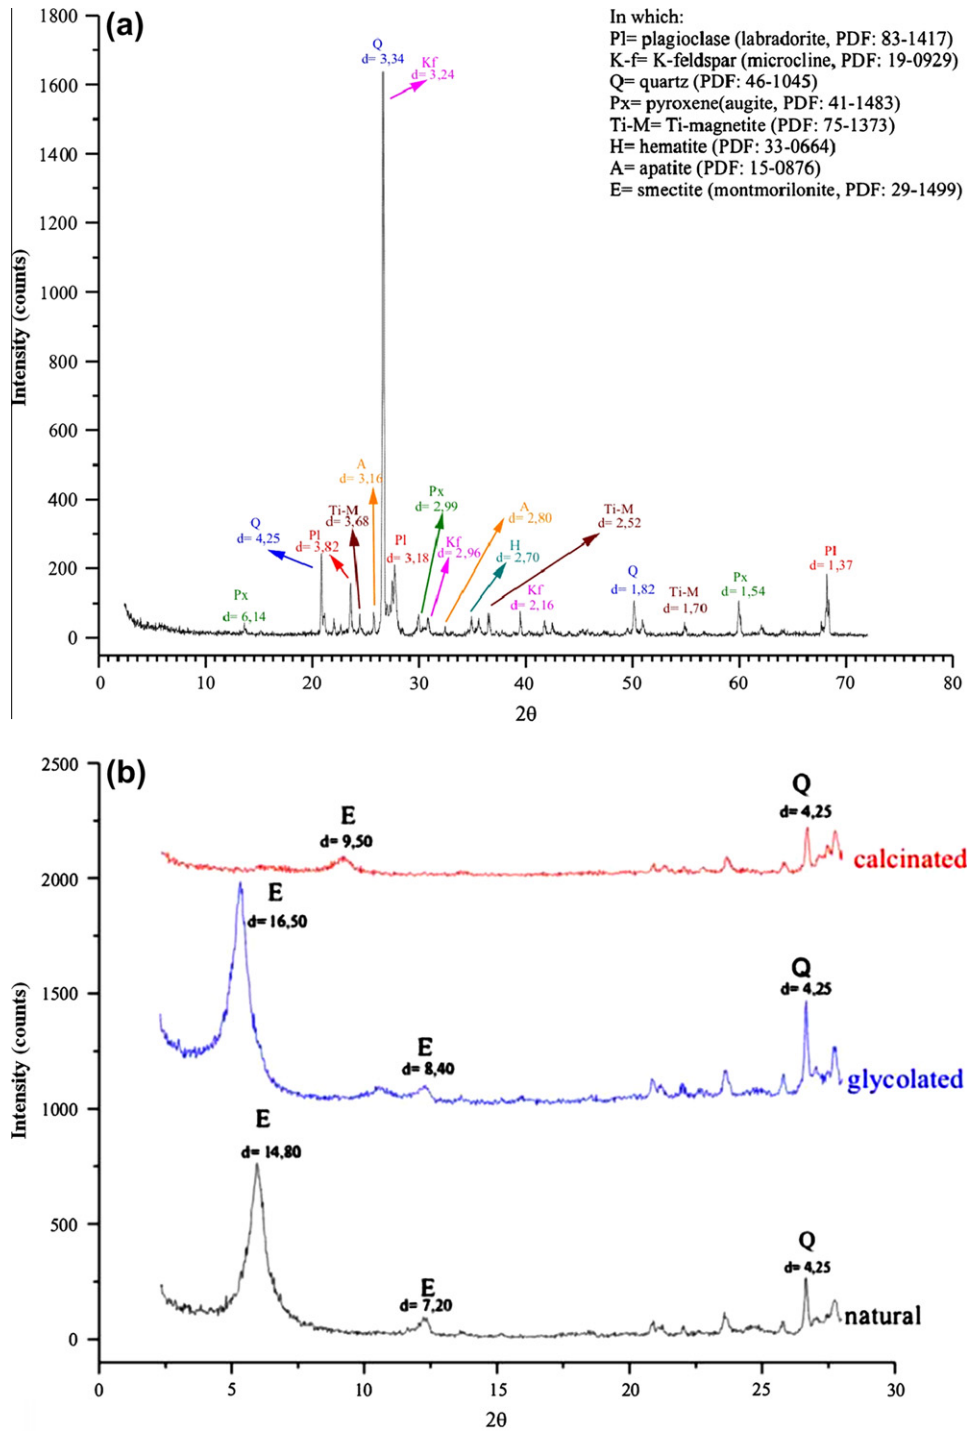 (a)
In which:
Pl= plagioclase (labradorite, PDF: 83-1417)
K-f= K-feldspar (microcline, PDF: 19-0929)
Q= quartz (PDF: 46-1045)
Px= pyroxene(augite, PDF: 41-1483)
Ti-M= Ti-magnetite (PDF: 75-1373)
H= hematite (PDF: 33-0664)
A= apatite (PDF: 15-0876)
E= smectite (montmorilonite, PDF: 29-1499)
Intensity (counts)
1800
1600
1400
1200
1000
800
600
400
200
0
Q
d= 3,34
Kf
d= 3,24
A
d= 3,16
Ti-M
d= 3,68
Q
d= 4,25
Pl
d= 3,82
Px
d= 6,14
Pl
d= 3,18
Px
d= 2,99
Kf
d= 2,96
A
d= 2,80
H
d= 2,70
Kf
d= 2,16
Ti-M
d= 2,52
Q
d= 1,82
Ti-M
d= 1,70
Px
d= 1,54
Pl
d= 1,37
0 10 20 30 40 50 60 70 80
2θ
(b)
Intensity (counts)
2500
2000
1500
1000
500
0
E
d= 9,50
Q
d= 4,25
calcinated
E
d= 16,50
E
d= 8,40
Q
d= 4,25
glycolated
E
d= 14,80
E
d= 7,20
Q
d= 4,25
natural
0 5 10 15 20 25 30
2θ